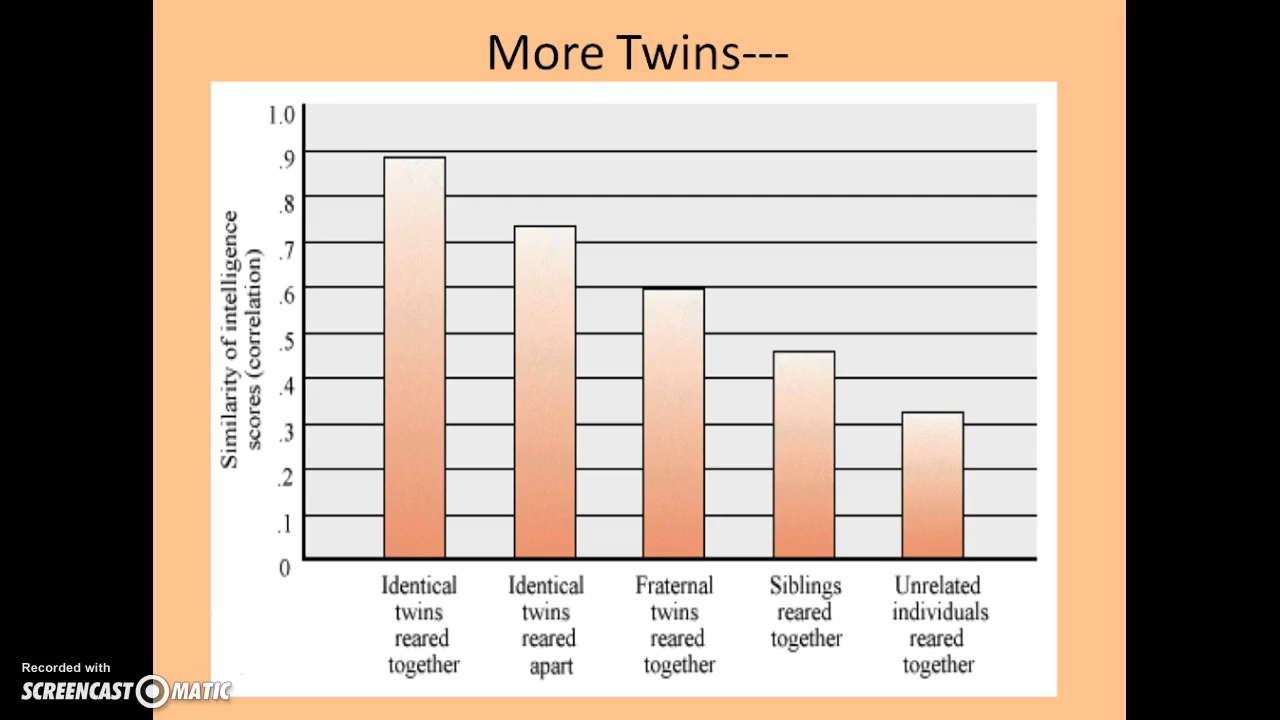 More Twins---
1.0
.9
.8
.7
.6
.5
.4
.3
.2
.1
0
Similarity of intelligence
scores (correlation)
Identical
twins
reared
together
Identical
twins
reared
apart
Fraternal
twins
reared
together
Siblings
reared
together
Unrelated
individuals
reared
together
Recorded with
SCREENCAST MATIC